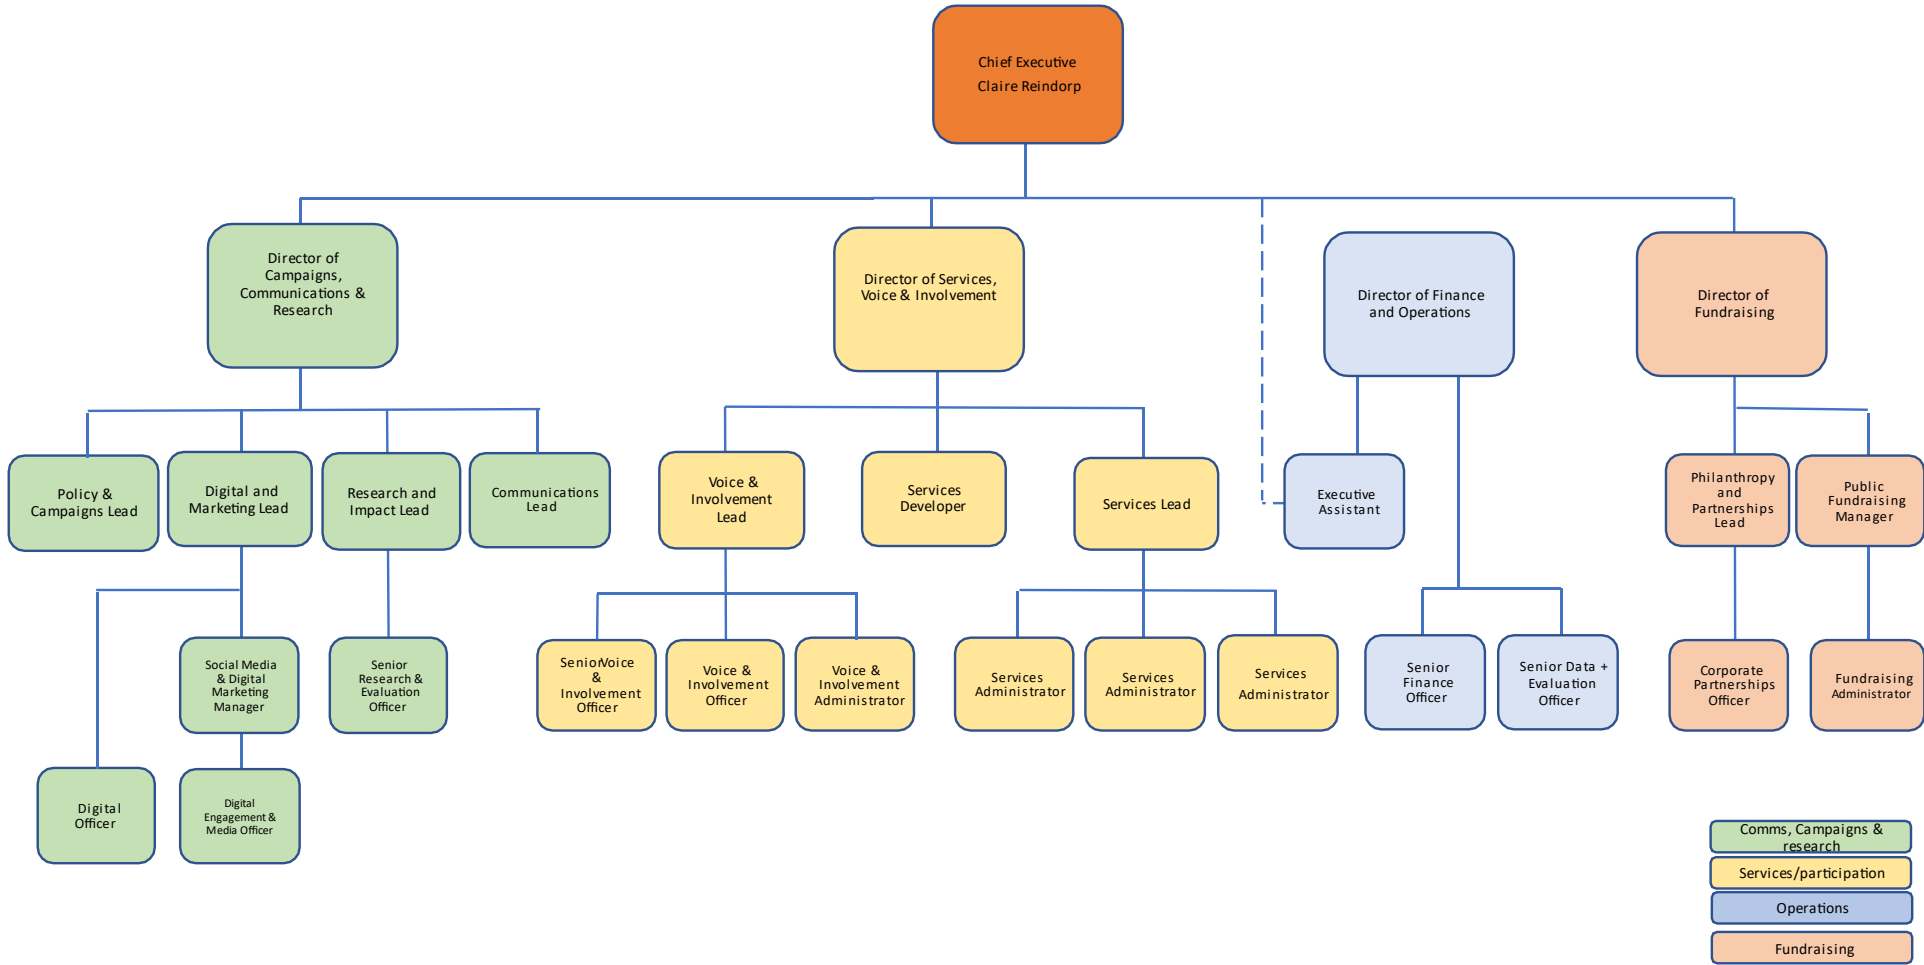 Chief Executive
Claire Reindorp
Director of
Campaigns,
Communications &
Research
Director of Services,
Voice & Involvement
Director of Finance
and Operations
Director of
Fundraising
Policy &
Campaigns Lead
Digital and
Marketing Lead
Research and
Impact Lead
Communications
Lead
Voice &
Involvement
Lead
Services
Developer
Services Lead
Executive
Assistant
Philanthropy
and
Partnerships
Lead
Public
Fundraising
Manager
Social Media
& Digital
Marketing
Manager
Senior
Research &
Evaluation
Officer
SeniorVoice
&
Involvement
Officer
Voice &
Involvement
Officer
Voice &
Involvement
Administrator
Services
Administrator
Services
Administrator
Services
Administrator
Senior
Finance
Officer
Senior Data +
Evaluation
Officer
Corporate
Partnerships
Officer
Fundraising
Administrator
Digital
Officer
Digital
Engagement &
Media Officer
Comms, Campaigns &
research
Services/participation
Operations
Fundraising